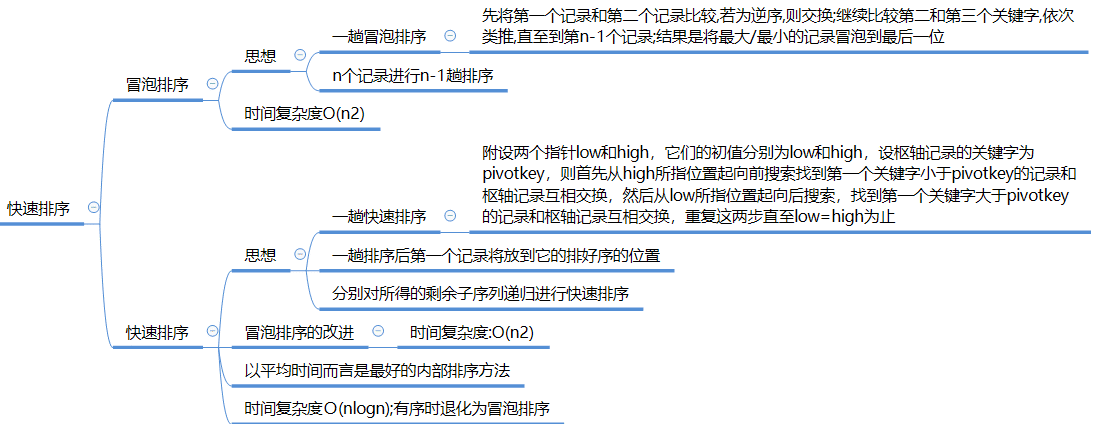 先将第一个记录和第二个记录比较,若为逆序,则交换:继续比较第二和第三个关键字,依次
类推,直至到第n-1个记录;结果是将最大/最小的记录冒泡到最后一位
一趟冒泡排序
思想
n个记录进行n-1趟排序
冒泡排序
时间复杂度O(n2)
附设两个指针low和high，它们的初值分别为low和high，设枢轴记录的关键字为
pivotkey，则首先从high所指位置起向前搜索找到第一个关键字小于pivotkey的记录和
枢轴记录互相交换，然后从low所指位置起向后搜索，找到第一个关键字大于pivotkey
的记录和枢轴记录互相交换，重复这两步直至low=high为止
快速排序
一趟快速排序
思想
一趟排序后第一个记录将放到它的排好序的位置
分别对所得的剩余子序列递归进行快速排序
快速排序
冒泡排序的改进
时间复杂度:O(n2)
以平均时间而言是最好的内部排序方法
时间复杂度O(nlogn);有序时退化为冒泡排序